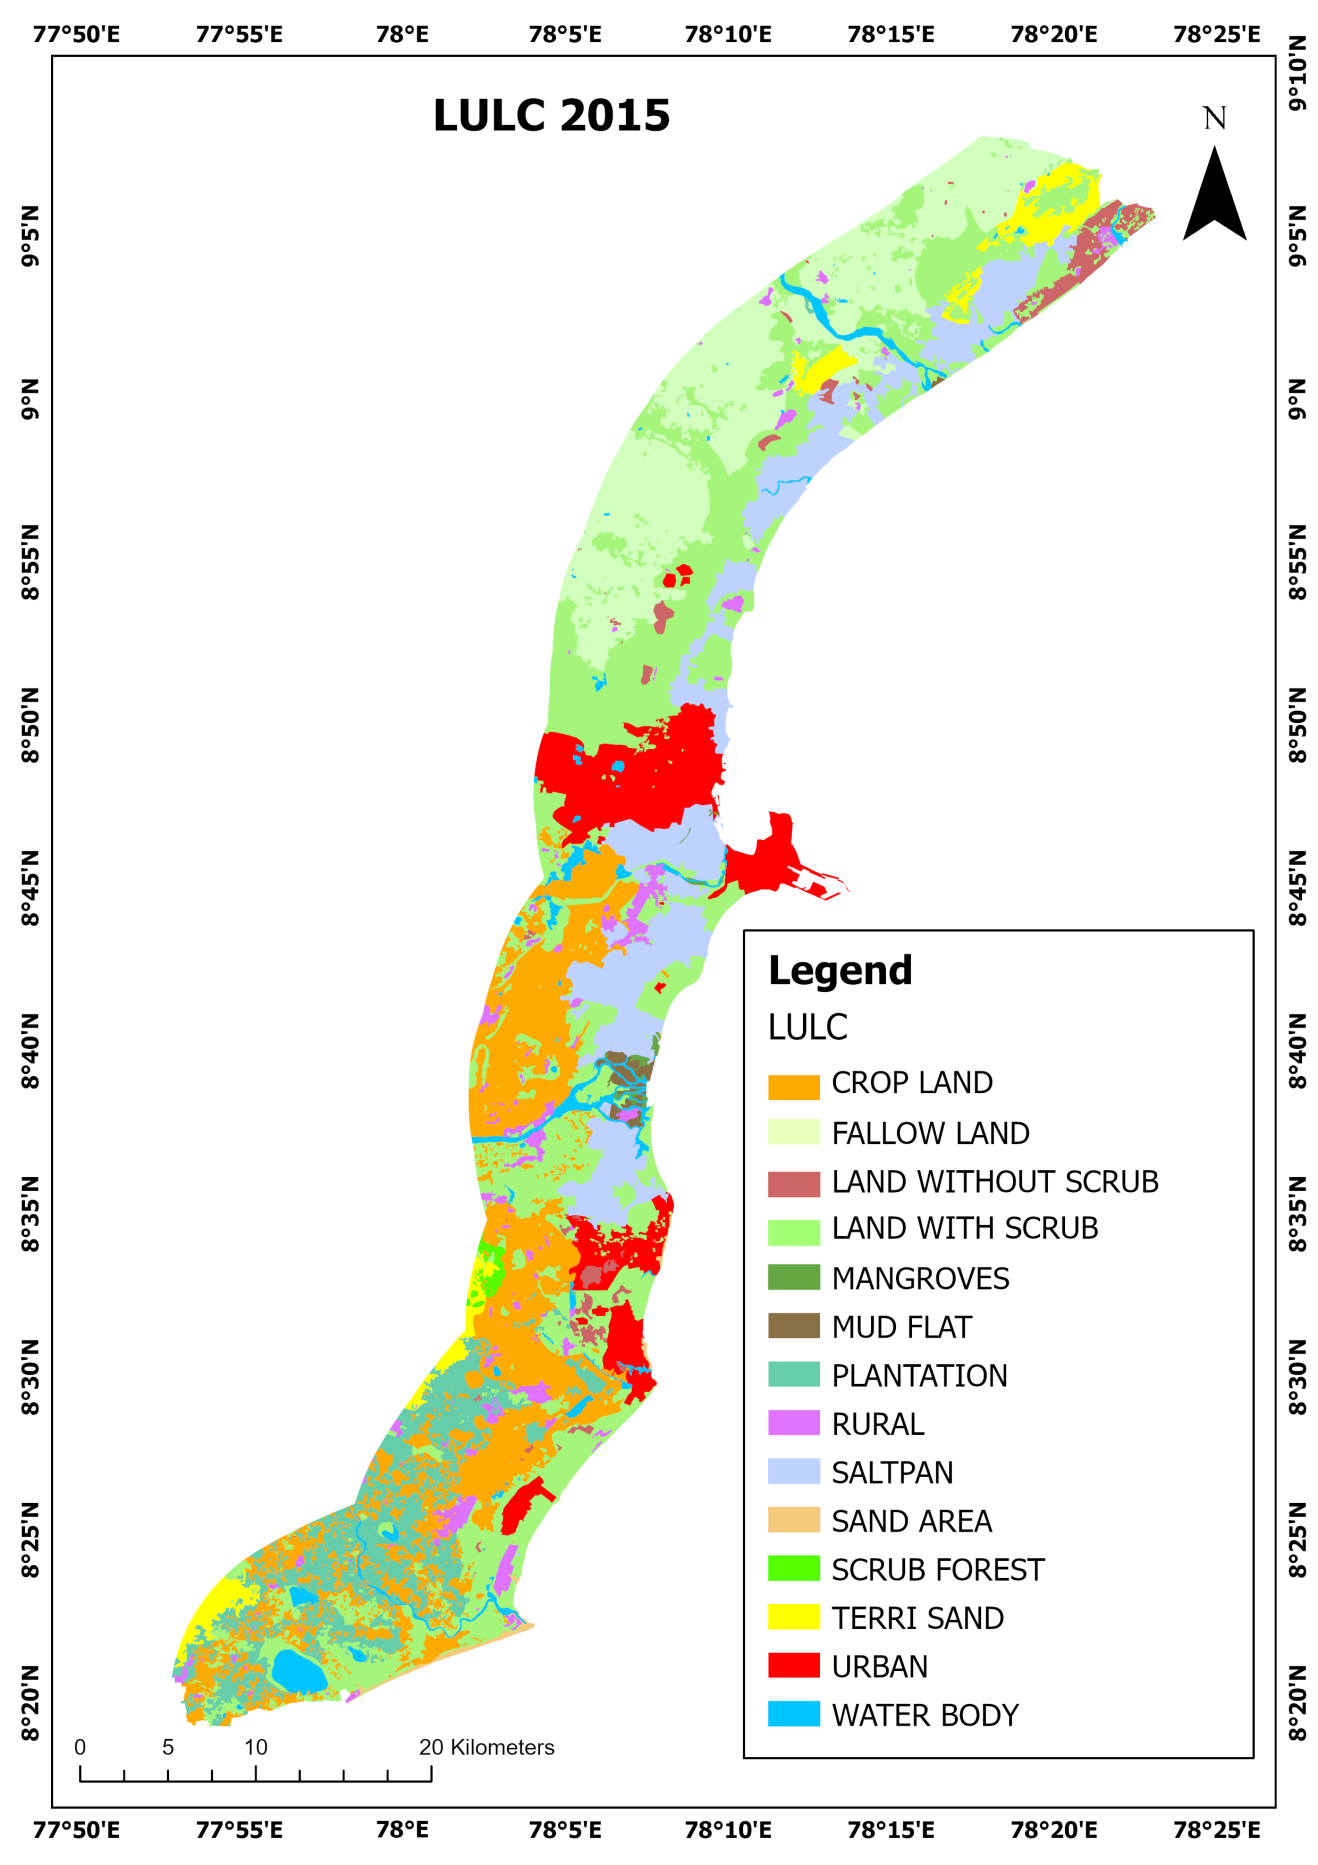 77°50'E 77°55'E 78°E 78°5'E 78°10'E 78°15'E 78°20'E 78°25'E
LULC 2015
N
9°5'N
9°N
8°55'N
8°50'N
8°45'N
8°40'N
8°35'N
8°30'N
8°25'N
8°20'N
9°10'N
9°5'N
9°N
8°55'N
8°50'N
8°45'N
8°40'N
8°35'N
8°30'N
8°25'N
8°20'N
Legend
LULC
CROP LAND
FALLOW LAND
LAND WITHOUT SCRUB
LAND WITH SCRUB
MANGROVES
MUD FLAT
PLANTATION
RURAL
SALTPAN
SAND AREA
SCRUB FOREST
TERRI SAND
URBAN
WATER BODY
0 5 10 20 Kilometers
77°50'E 77°55'E 78°E 78°5'E 78°10'E 78°15'E 78°20'E 78°25'E